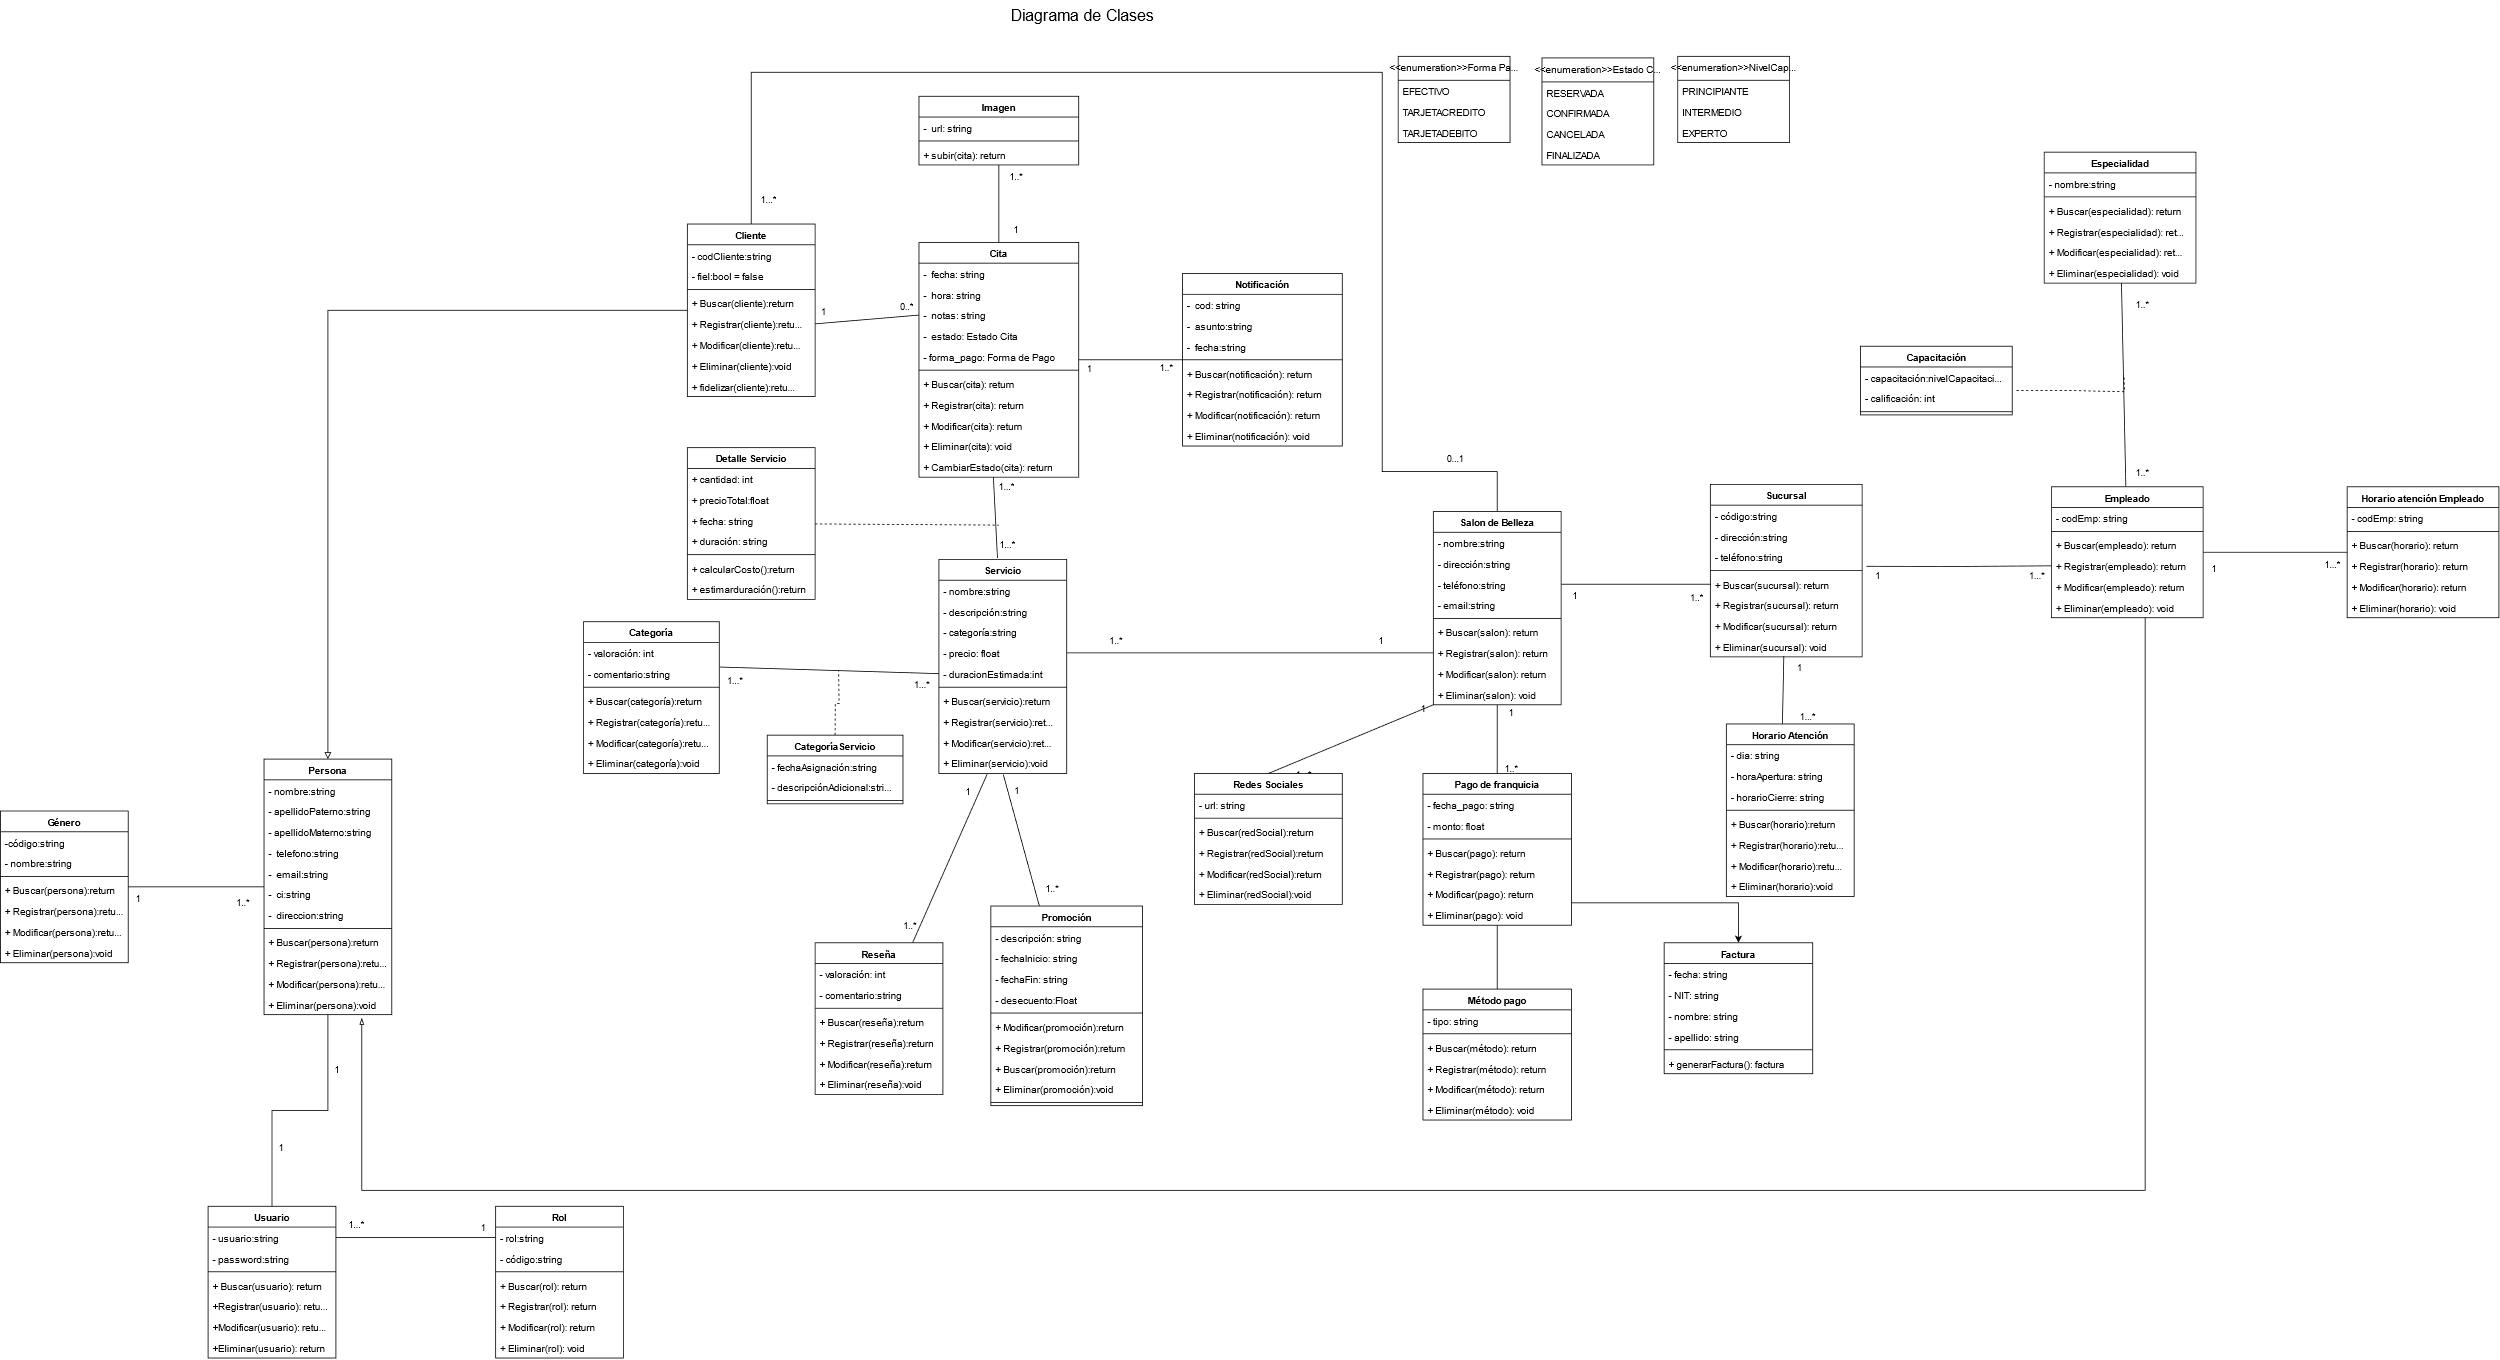 Diagrama de Clases
<<enumeration>>Forma Pa...
EFECTIVO
TARJETACREDITO
TARJETADEBITO
<<enumeration>>Estado C...
RESERVADA
CONFIRMADA
CANCELADA
FINALIZADA
<<enumeration>>NivelCap...
PRINCIPIANTE
INTERMEDIO
EXPERTO
Imagen
- url: string
+ subir(cita): return
1..*
1
1...*
Cliente
- codCliente:string
- fiel:bool = false
+ Buscar(cliente):return
+ Registrar(cliente):retu...
+ Modificar(cliente):retu...
+ Eliminar(cliente):void
+ fidelizar(cliente):retu...
1
0..*
Cita
- fecha: string
- hora: string
- notas: string
- estado: Estado Cita
- forma_pago: Forma de Pago
+ Buscar(cita): return
+ Registrar(cita): return
+ Modificar(cita): return
+ Eliminar(cita): void
+ CambiarEstado(cita): return
1
1..*
Notificación
- cod: string
- asunto:string
- fecha:string
+ Buscar(notificación): return
+ Registrar(notificación): return
+ Modificar(notificación): return
+ Eliminar(notificación): void
Especialidad
- nombre:string
+ Buscar(especialidad): return
+ Registrar(especialidad): ret...
+ Modificar(especialidad): ret...
+ Eliminar(especialidad): void
1..*
Capacitación
- capacitación:nivelCapacitaci...
- calificación: int
1..*
Detalle Servicio
+ cantidad: int
+ precioTotal:float
+ fecha: string
+ duración: string
+ calcularCosto():return
+ estimarduración():return
1...*
1...*
0...1
Servicio
- nombre:string
- descripción:string
- categoría:string
- precio: float
- duracionEstimada:int
+ Buscar(servicio):return
+ Registrar(servicio):ret...
+ Modificar(servicio):ret...
+ Eliminar(servicio):void
1..*
1
Salon de Belleza
- nombre:string
- dirección:string
- teléfono:string
- email:string
+ Buscar(salon): return
+ Registrar(salon): return
+ Modificar(salon): return
+ Eliminar(salon): void
1
1..*
Sucursal
- código:string
- dirección:string
- teléfono:string
+ Buscar(sucursal): return
+ Registrar(sucursal): return
+ Modificar(sucursal): return
+ Eliminar(sucursal): void
1
1...*
Empleado
- codEmp: string
+ Buscar(empleado): return
+ Registrar(empleado): return
+ Modificar(empleado): return
+ Eliminar(empleado): void
1
1...*
Horario atención Empleado
- codEmp: string
+ Buscar(horario): return
+ Registrar(horario): return
+ Modificar(horario): return
+ Eliminar(horario): void
Categoría
- valoración: int
- comentario:string
+ Buscar(categoría):return
+ Registrar(categoría):retu...
+ Modificar(categoría):retu...
+ Eliminar(categoría):void
1...*
1...*
Categoría Servicio
- fechaAsignación:string
- descripciónAdicional:stri...
1
1...*
Horario Atención
- dia: string
- horaApertura: string
- horarioCierre: string
+ Buscar(horario):return
+ Registrar(horario):retu...
+ Modificar(horario):retu...
+ Eliminar(horario):void
1
Redes Sociales
- url: string
+ Buscar(redSocial):return
+ Registrar(redSocial):return
+ Modificar(redSocial):return
+ Eliminar(redSocial):void
1
1..*
Pago de franquicia
- fecha_pago: string
- monto: float
+ Buscar(pago): return
+ Registrar(pago): return
+ Modificar(pago): return
+ Eliminar(pago): void
Persona
- nombre:string
- apellidoPaterno:string
- apellidoMaterno:string
- telefono:string
- email:string
- ci:string
- direccion:string
+ Buscar(persona):return
+ Registrar(persona):retu...
+ Modificar(persona):retu...
+ Eliminar(persona):void
Género
-código:string
- nombre:string
+ Buscar(persona):return
+ Registrar(persona):retu...
+ Modificar(persona):retu...
+ Eliminar(persona):void
1
1..*
1
1..*
Reseña
- valoración: int
- comentario:string
+ Buscar(reseña):return
+ Registrar(reseña):return
+ Modificar(reseña):return
+ Eliminar(reseña):void
1
1..*
Promoción
- descripción: string
- fechaInicio: string
- fechaFin: string
- desecuento:Float
+ Modificar(promoción):return
+ Registrar(promoción):return
+ Buscar(promoción):return
+ Eliminar(promoción):void
Método pago
- tipo: string
+ Buscar(método): return
+ Registrar(método): return
+ Modificar(método): return
+ Eliminar(método): void
Factura
- fecha: string
- NIT: string
- nombre: string
- apellido: string
+ generarFactura(): factura
1
1
Usuario
- usuario:string
- password:string
+ Buscar(usuario): return
+Registrar(usuario): retu...
+Modificar(usuario): retu...
+Eliminar(usuario): return
1...*
1
Rol
- rol:string
- código:string
+ Buscar(rol): return
+ Registrar(rol): return
+ Modificar(rol): return
+ Eliminar(rol): void